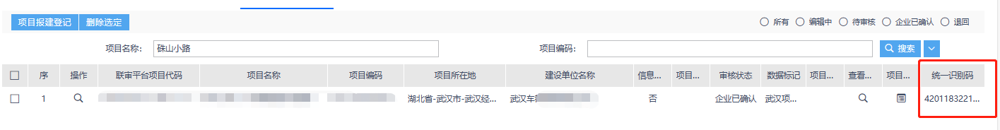 项目报建登记 删除选定 所有 编辑中 待审核 企业已确认 退回
项目名称: 硃山小路 项目编码: 搜索
序 操作 联审平台项目代码 项目名称 项目编码 项目所在地 建设单位名称 信息... 项目... 审核状态 数据标记 项目... 查看... 项目... 统一识别码
1 湖北省-武汉市-武汉经... 武汉车 否 企业已确认 武汉项... 4201183221...